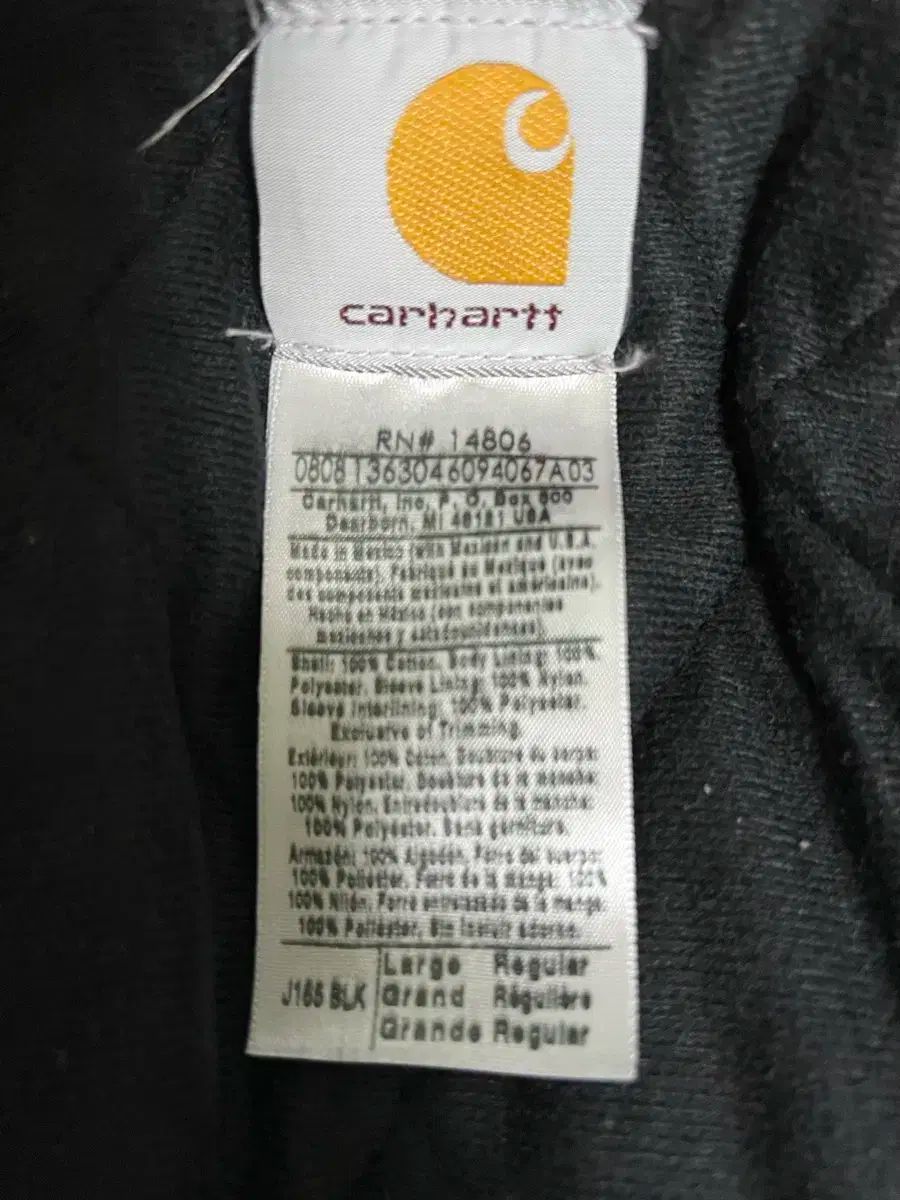 carhartt
RN# 14806
0808 1363046094067A03
Carhartt, Inc. P. O. Box 600
Dearborn, MI 48121 USA
Made in Mexico (with Mexican and U.S.A.
components). Fabriqué au Mexique (avec
des composants mexicains et américains).
Hecho en México (con componentes
mexicanos y estadounidenses).
Shell: 100% Cotton. Body Lining: 100%
Polyester. Sleeve Lining: 100% Nylon.
Sleeve Interlining: 100% Polyester.
Exclusive of Trimming.
Extérieur: 100% Coton. Doublure du corps:
100% Polyester. Doublure de la manche:
100% Nylon. Entredoublure de la manche:
100% Polyester. Sans garniture.
Armazón: 100% Algodón. Forro del cuerpo:
100% Poliéster. Forro de la manga: 100%
100% Nilón. Forro de la manga:
100% Poliéster. Sin incluir adornos.
BLK
Large Regular
Grand Régulière
Grande Regular